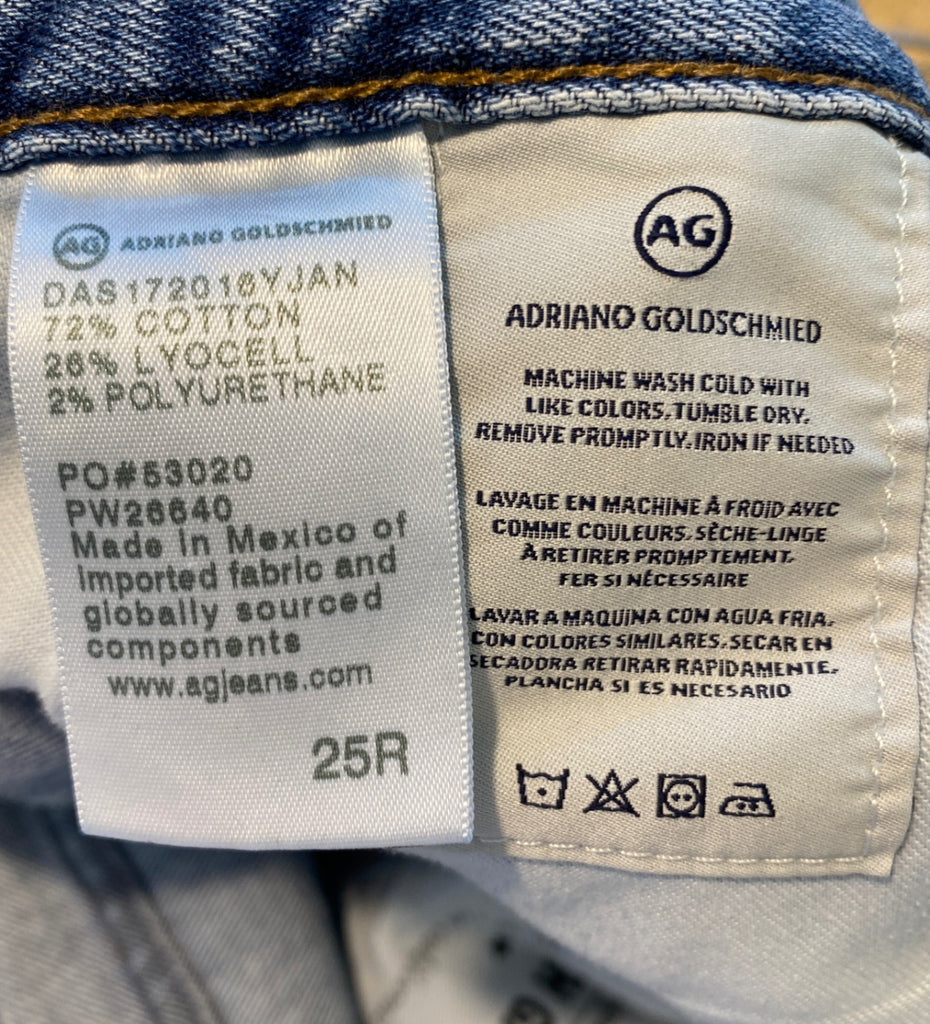 AG ADRIANO GOLDSCHMIED
DAS172016YJAN
72% COTTON
26% LYOCELL
2% POLYURETHANE
PO#53020
PW26640
Made in Mexico of
imported fabric and
globally sourced
components
www.agjeans.com
25R
AG
ADRIANO GOLDSCHMIED
MACHINE WASH COLD WITH
LIKE COLORS. TUMBLE DRY.
REMOVE PROMPTLY. IRON IF NEEDED
LAVAGE EN MACHINE À FROID AVEC
COMME COULEURS. SÈCHE-LINGE
À RETIRER PROMPTEMENT.
FER SI NÉCESSAIRE
LAVAR A MAQUINA CON AGUA FRIA.
CON COLORES SIMILARES. SECAR EN
SECADORA RETIRAR RAPIDAMENTE.
PLANCHA SI ES NECESARIO